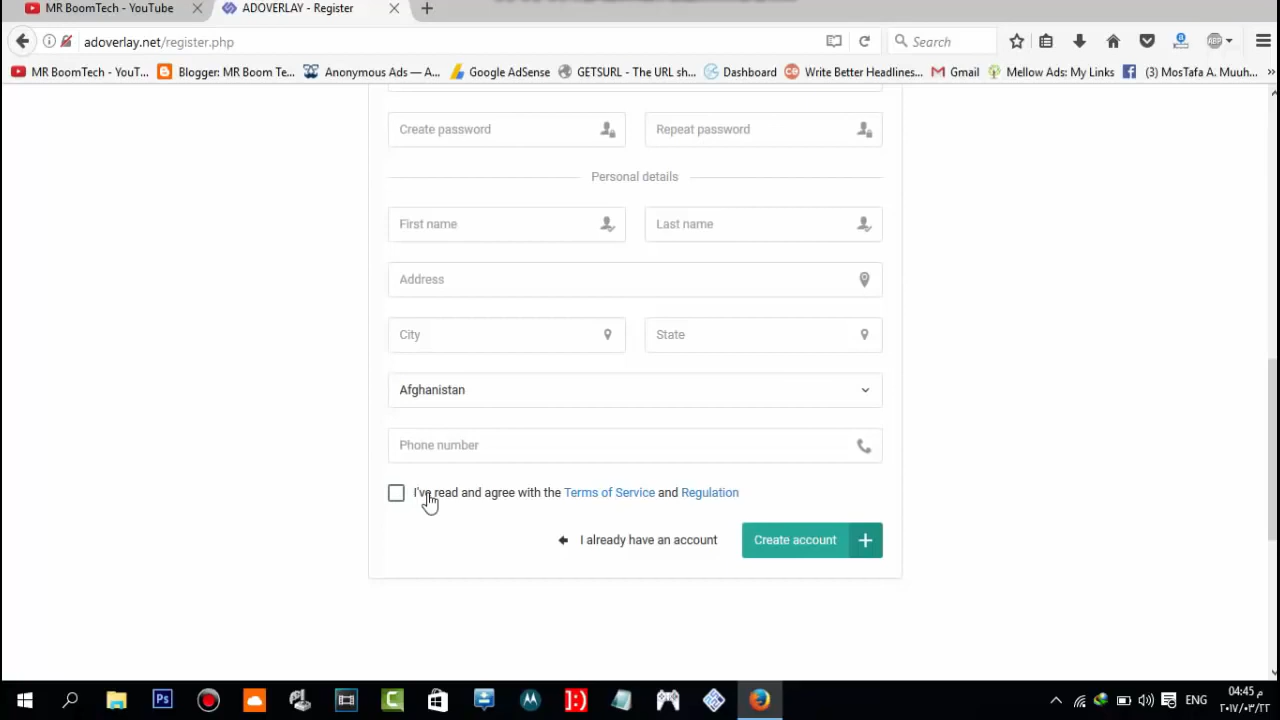 MR BoomTech - YouTube
ADOVERLAY - Register
adoverlay.net/register.php
Search
MR BoomTech - YouT...
Blogger: MR Boom Te...
Anonymous Ads — A...
Google AdSense
GETSURL - The URL sh...
Dashboard
Write Better Headlines...
Gmail
Mellow Ads: My Links
(3) MosTafa A. Muuh...
Create password
Repeat password
Personal details
First name
Last name
Address
City
State
Afghanistan
Phone number
I've read and agree with the Terms of Service and Regulation
I already have an account
Create account
ENG
04:45 م
٢٠١٧/٠٣/٢٢